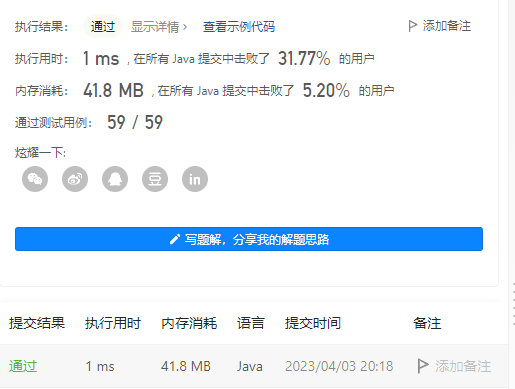 执行结果： 通过 显示详情 › 查看示例代码 添加备注
执行用时： 1 ms , 在所有 Java 提交中击败了 31.77% 的用户
内存消耗： 41.8 MB , 在所有 Java 提交中击败了 5.20% 的用户
通过测试用例： 59 / 59
炫耀一下:
豆 in
写题解，分享我的解题思路
提交结果 执行用时 内存消耗 语言 提交时间 备注
通过 1 ms 41.8 MB Java 2023/04/03 20:18 添加备注